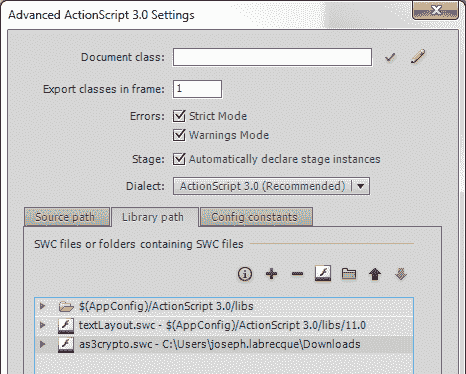 Advanced ActionScript 3.0 Settings
Document class:
Export classes in frame: 1
Errors: Strict Mode
Warnings Mode
Stage: Automatically declare stage instances
Dialect: ActionScript 3.0 (Recommended)
Source path Library path Config constants
SWC files or folders containing SWC files
$(AppConfig)/ActionScript 3.0/libs
textLayout.swc - $(AppConfig)/ActionScript 3.0/libs/11.0
as3crypto.swc - C:\Users\joseph.labrecque\Downloads